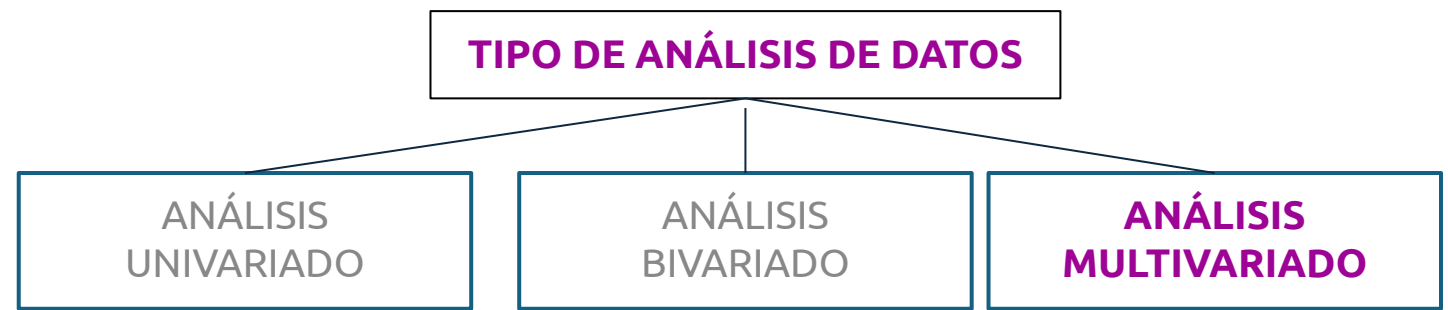 TIPO DE ANÁLISIS DE DATOS
ANÁLISIS
UNIVARIADO
ANÁLISIS
BIVARIADO
ANÁLISIS
MULTIVARIADO